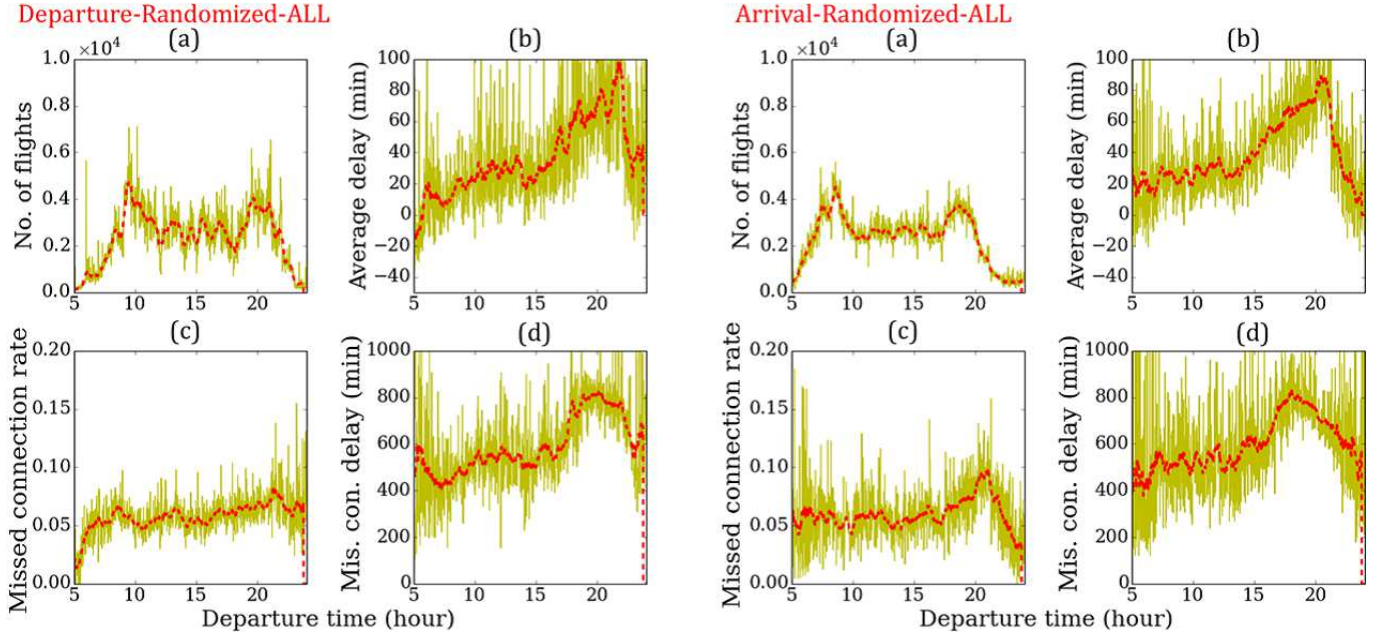 Departure-Randomized-ALL
Arrival-Randomized-ALL
×10⁴ (a)
1.0
0.8
0.6
0.4
0.2
0.0
No. of flights
5 10 15 20
(b)
100
80
60
40
20
0
−20
−40
Average delay (min)
5 10 15 20
×10⁴ (a)
1.0
0.8
0.6
0.4
0.2
0.0
No. of flights
5 10 15 20
(b)
100
80
60
40
20
0
−20
−40
Average delay (min)
5 10 15 20
(c)
0.20
0.15
0.10
0.05
0.00
Missed connection rate
5 10 15 20
(d)
1000
800
600
400
200
0
Mis. con. delay (min)
5 10 15 20
Departure time (hour)
(c)
0.20
0.15
0.10
0.05
0.00
Missed connection rate
5 10 15 20
(d)
1000
800
600
400
200
0
Mis. con. delay (min)
5 10 15 20
Departure time (hour)